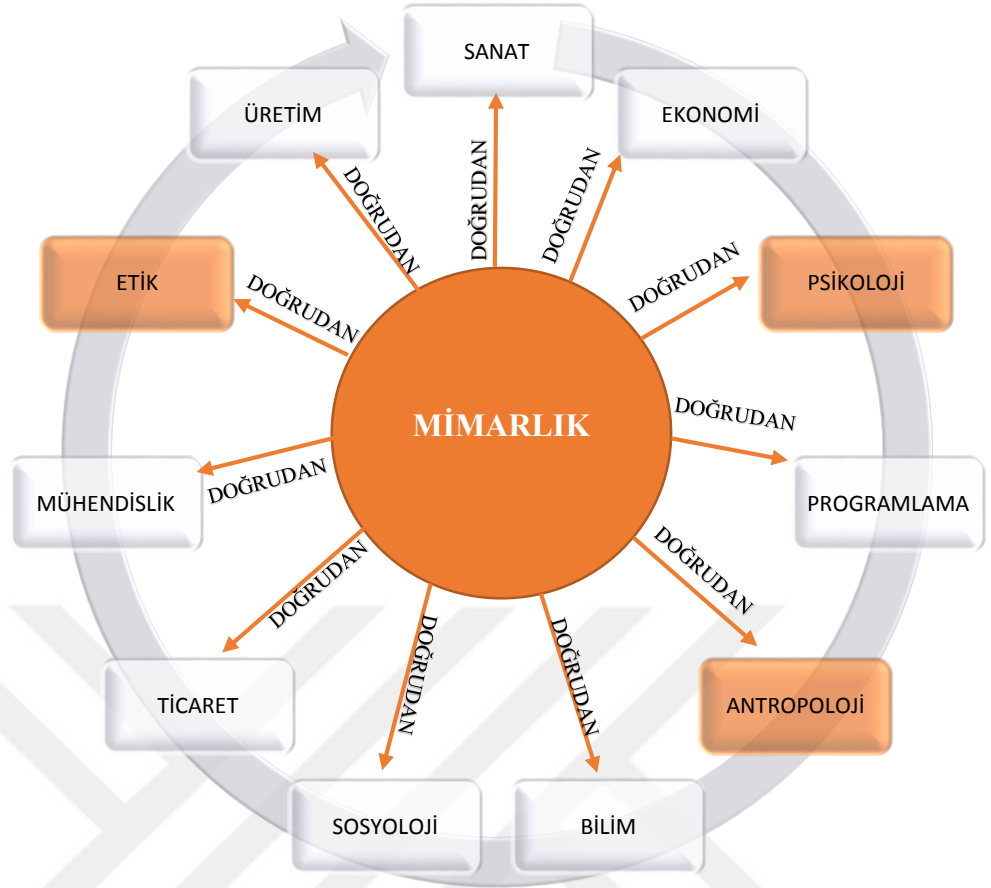 SANAT
EKONOMİ
ÜRETİM
DOĞRUDAN
DOĞRUDAN
DOĞRUDAN
ETİK
DOĞRUDAN
DOĞRUDAN
PSİKOLOJİ
MİMARLIK
DOĞRUDAN
MÜHENDİSLİK
DOĞRUDAN
PROGRAMLAMA
DOĞRUDAN
DOĞRUDAN
TİCARET
DOĞRUDAN
DOĞRUDAN
ANTROPOLOJİ
SOSYOLOJİ
BİLİM